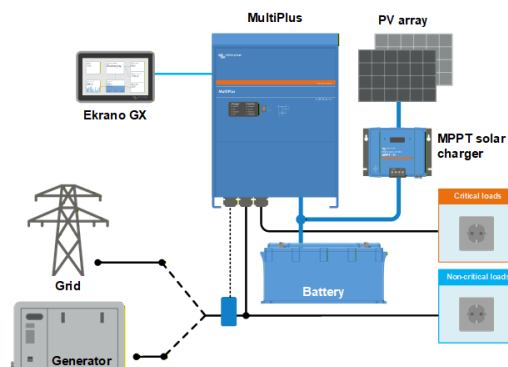 MultiPlus
PV array
Ekrano GX
MultiPlus
MPPT solar
charger
Critical loads
Grid
Battery
Non-critical loads
Generator